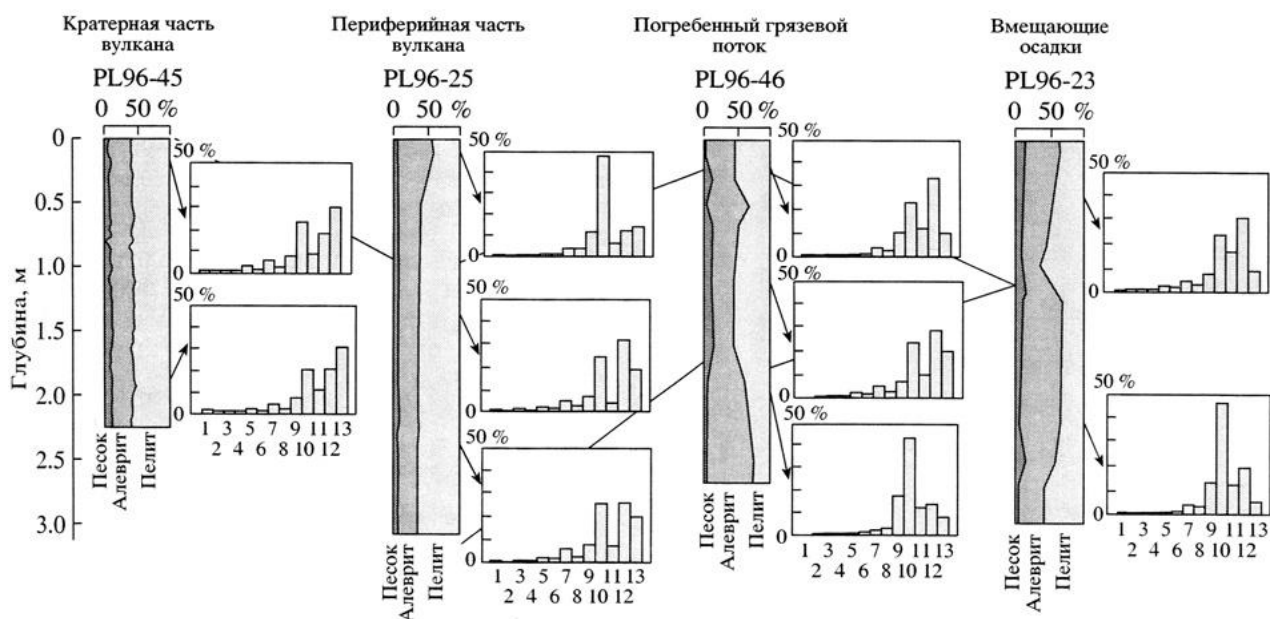 Кратерная часть
вулкана
PL96-45
0 50 %
Периферийная часть
вулкана
PL96-25
0 50 %
Погребенный грязевой
поток
PL96-46
0 50 %
Вмещающие
осадки
PL96-23
0 50 %
Глубина, м
0
0.5
1.0
1.5
2.0
2.5
3.0
50 %
0
50 %
0
1 3 5 7 9 11 13
2 4 6 8 10 12
Песок
Алеврит
Пелит
50 %
0
50 %
0
50 %
0
1 3 5 7 9 11 13
2 4 6 8 10 12
Песок
Алеврит
Пелит
50 %
0
50 %
0
50 %
0
1 3 5 7 9 11 13
2 4 6 8 10 12
Песок
Алеврит
Пелит
50 %
0
50 %
0
1 3 5 7 9 11 13
2 4 6 8 10 12
Песок
Алеврит
Пелит